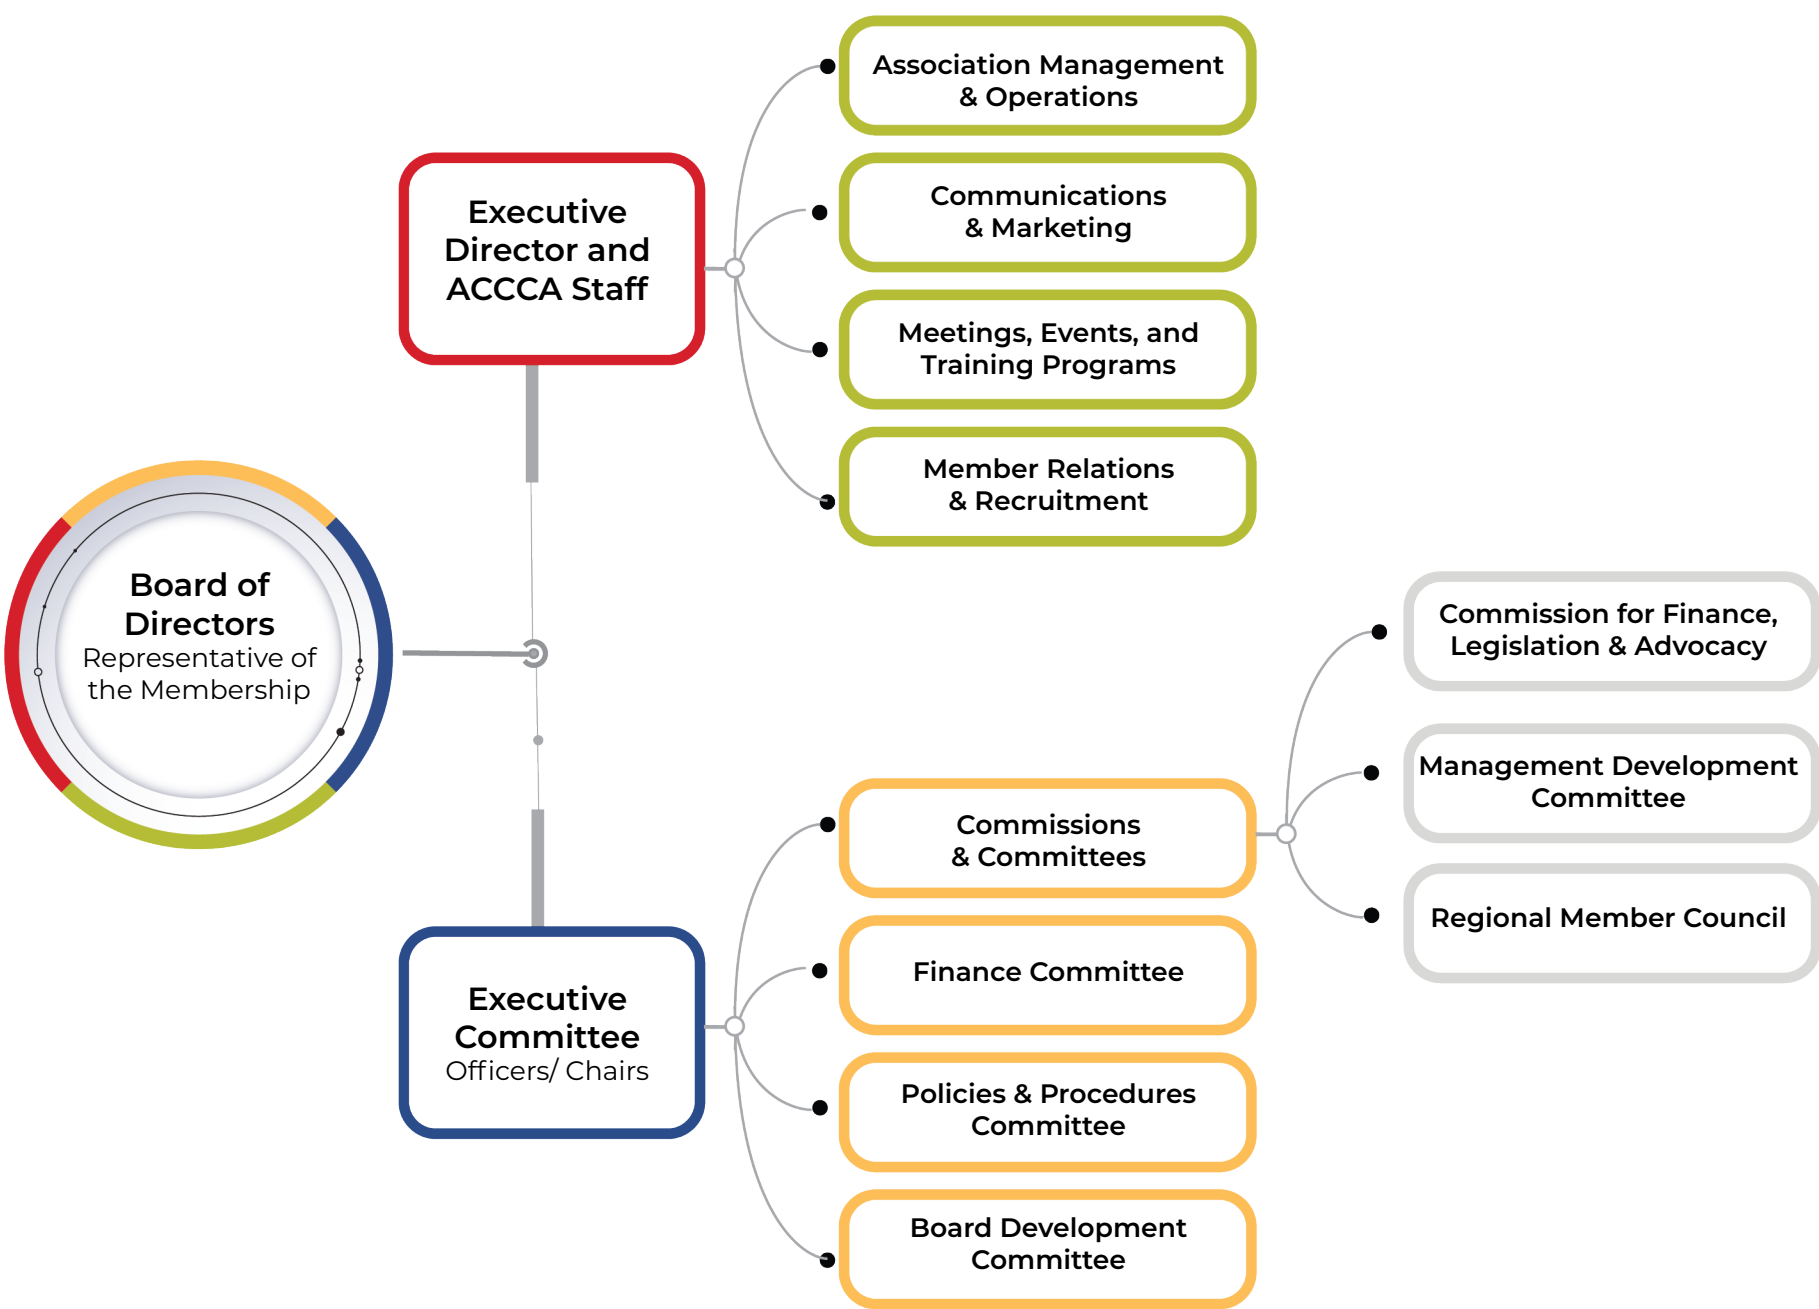 Board of
Directors
Representative of
the Membership
Executive
Director and
ACCCA Staff
Association Management
& Operations
Communications
& Marketing
Meetings, Events, and
Training Programs
Member Relations
& Recruitment
Executive
Committee
Officers/ Chairs
Commissions
& Committees
Finance Committee
Policies & Procedures
Committee
Board Development
Committee
Commission for Finance,
Legislation & Advocacy
Management Development
Committee
Regional Member Council